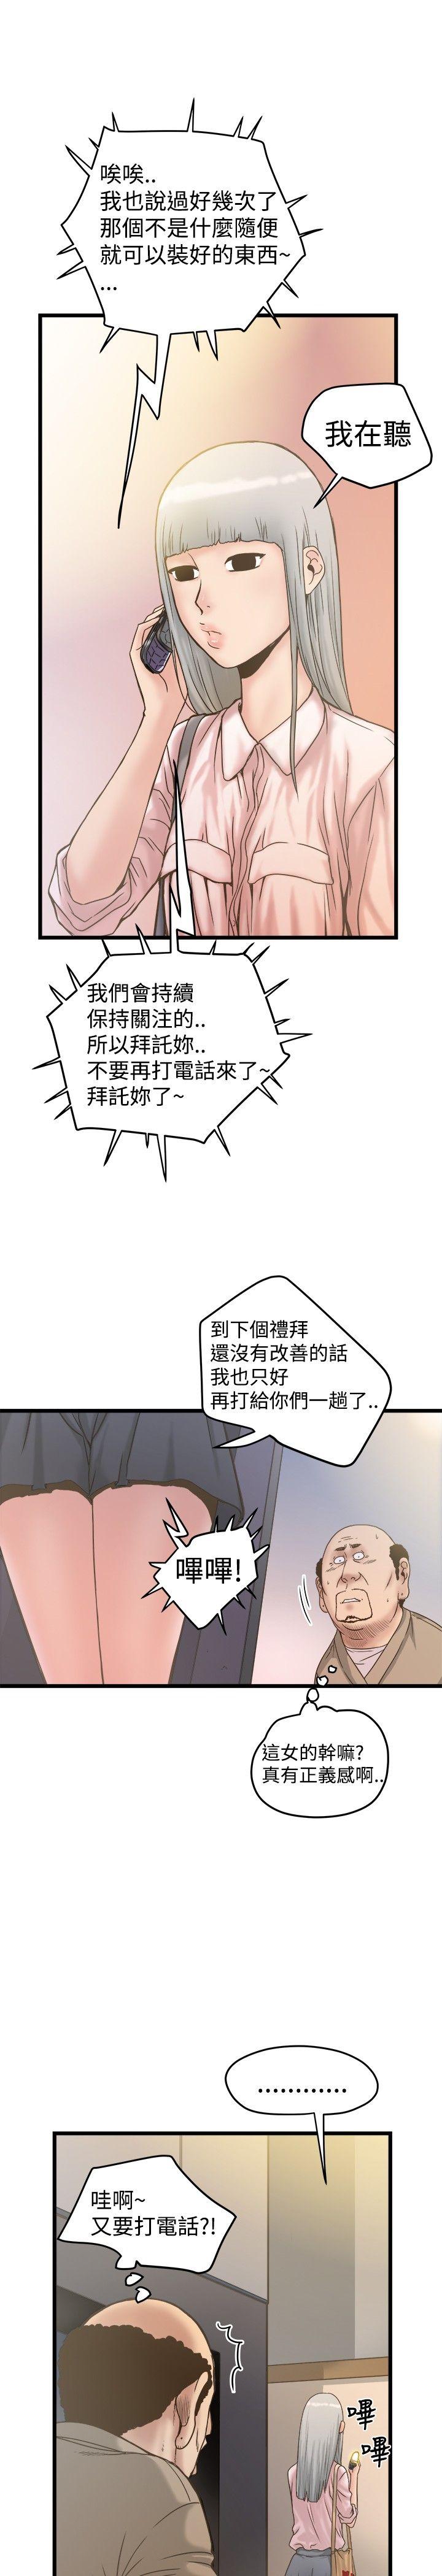 唉唉..
我也說過好幾次了
那個不是什麼隨便
就可以裝好的東西~
...
我在聽
我們會持續
保持關注的..
所以拜託妳..
不要再打電話來了~
拜託妳了~
到下個禮拜
還沒有改善的話
我也只好
再打給你們一趟了..
嗶嗶!
這女的幹嘛?
真有正義感啊..
............
哇啊~
又要打電話?!
嗶
嗶